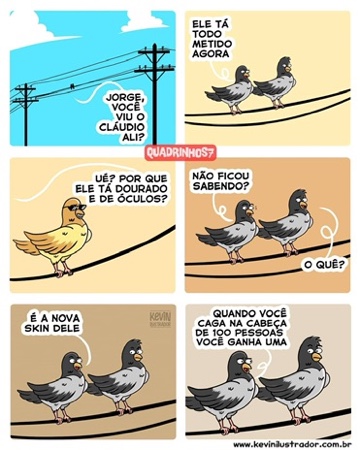 JORGE,
VOCÊ
VIU O
CLÁUDIO
ALI?
ELE TÁ
TODO
METIDO
AGORA
QUADRINHOS7
UÉ? POR QUE
ELE TÁ DOURADO
E DE ÓCULOS?
NÃO FICOU
SABENDO?
O QUÊ?
É A NOVA
SKIN DELE
KEVIN
ILUSTRADOR
QUANDO VOCÊ
CAGA NA CABEÇA
DE 100 PESSOAS
VOCÊ GANHA UMA
www.kevinilustrador.com.br